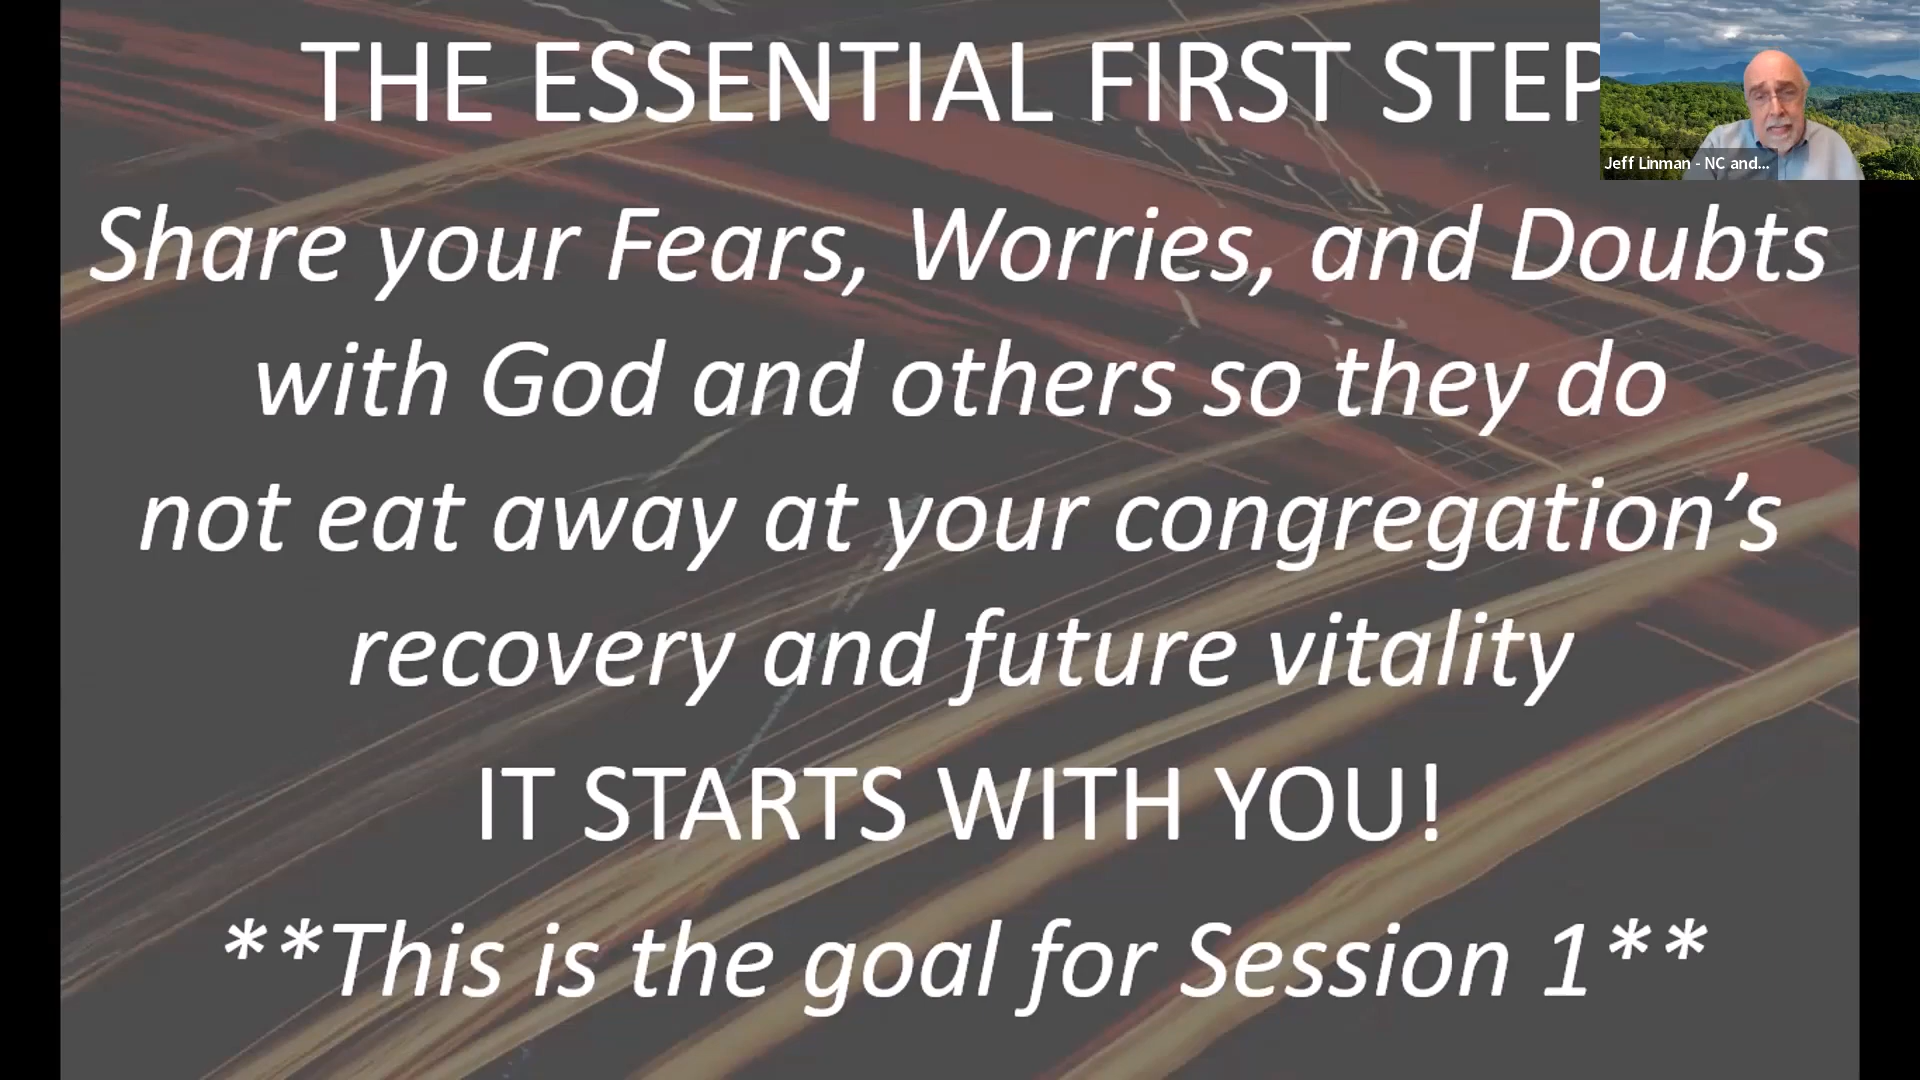 THE ESSENTIAL FIRST STEP
Jeff Linman - NC and...
Share your Fears, Worries, and Doubts
with God and others so they do
not eat away at your congregation’s
recovery and future vitality
IT STARTS WITH YOU!
**This is the goal for Session 1**